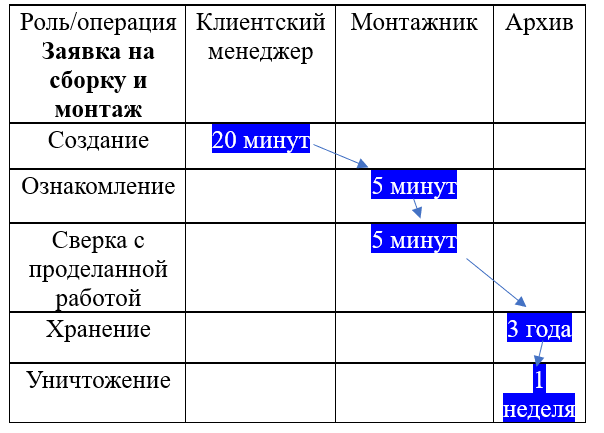 Роль/операция Клиентский Монтажник Архив
Заявка на менеджер
сборку и
монтаж
Создание 20 минут
Ознакомление 5 минут
Сверка с 5 минут
проделанной
работой
Хранение 3 года
Уничтожение 1
неделя